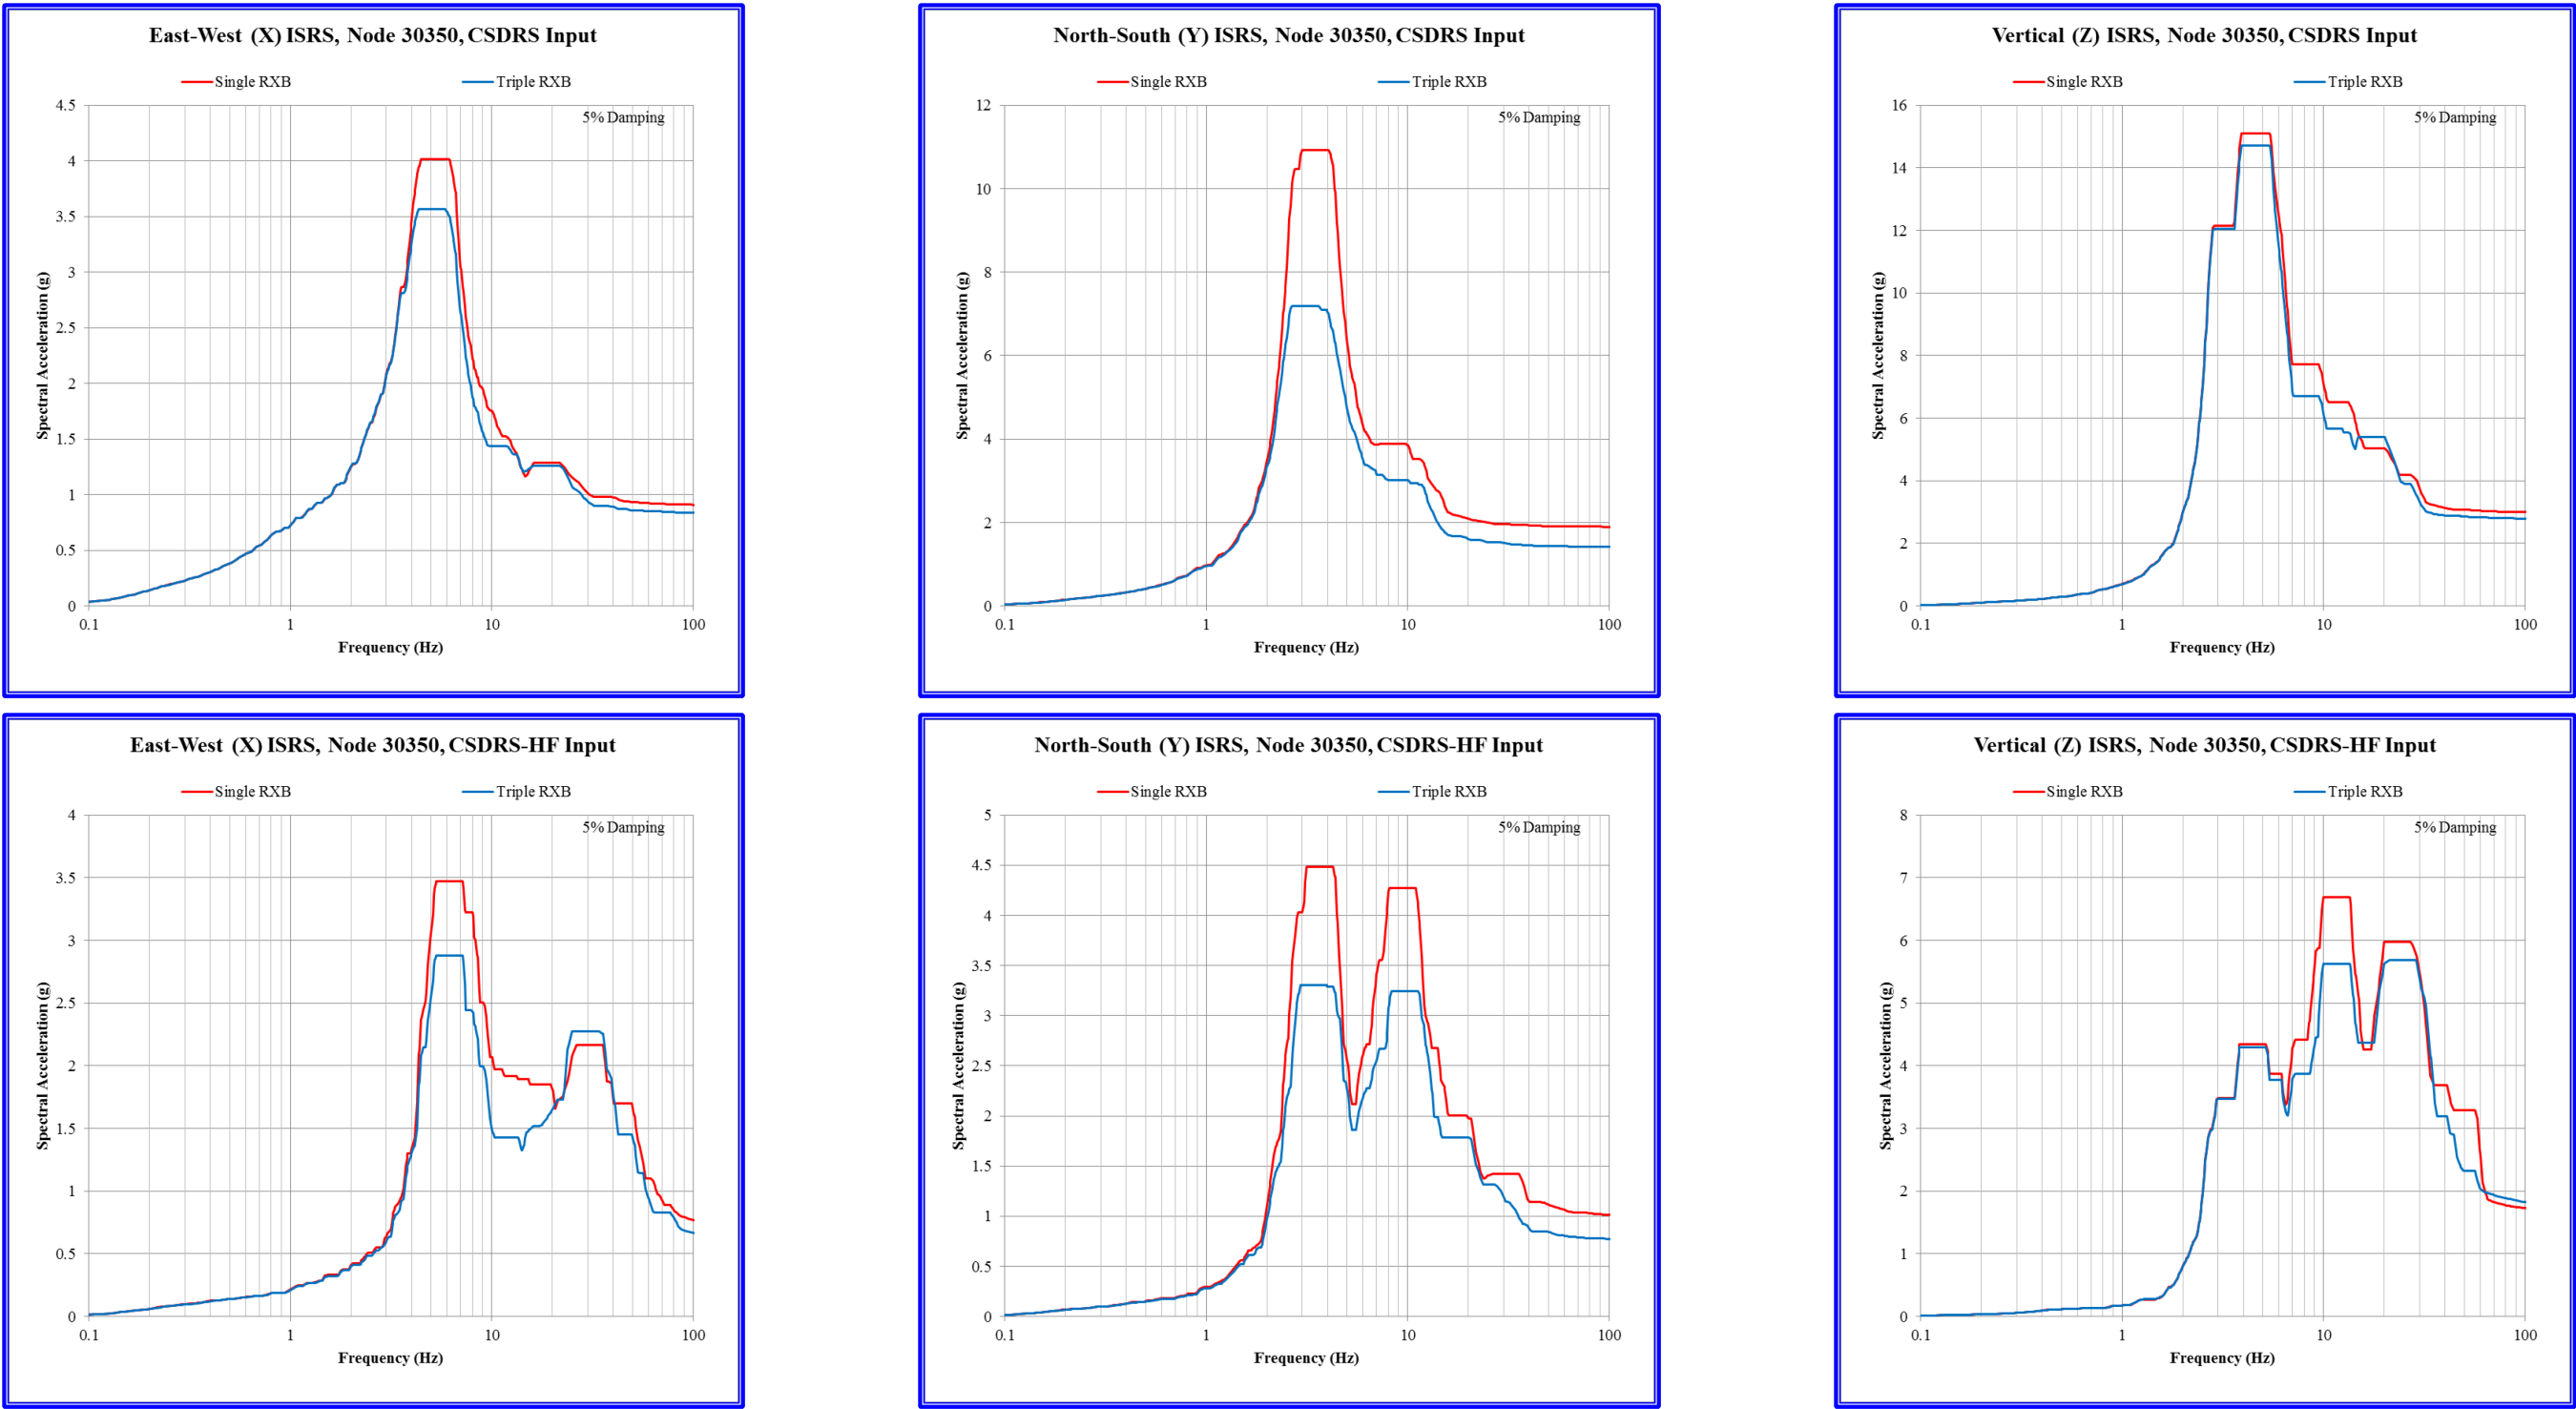 East-West (X) ISRS, Node 30350, CSDRS Input
Single RXB
Triple RXB
5% Damping
Spectral Acceleration (g)
4.5
4
3.5
3
2.5
2
1.5
1
0.5
0
0.1
1
10
100
Frequency (Hz)
North-South (Y) ISRS, Node 30350, CSDRS Input
Single RXB
Triple RXB
5% Damping
Spectral Acceleration (g)
12
10
8
6
4
2
0
0.1
1
10
100
Frequency (Hz)
Vertical (Z) ISRS, Node 30350, CSDRS Input
Single RXB
Triple RXB
5% Damping
Spectral Acceleration (g)
16
14
12
10
8
6
4
2
0
0.1
1
10
100
Frequency (Hz)
East-West (X) ISRS, Node 30350, CSDRS-HF Input
Single RXB
Triple RXB
5% Damping
Spectral Acceleration (g)
4
3.5
3
2.5
2
1.5
1
0.5
0
0.1
1
10
100
Frequency (Hz)
North-South (Y) ISRS, Node 30350, CSDRS-HF Input
Single RXB
Triple RXB
5% Damping
Spectral Acceleration (g)
5
4.5
4
3.5
3
2.5
2
1.5
1
0.5
0
0.1
1
10
100
Frequency (Hz)
Vertical (Z) ISRS, Node 30350, CSDRS-HF Input
Single RXB
Triple RXB
5% Damping
Spectral Acceleration (g)
8
7
6
5
4
3
2
1
0
0.1
1
10
100
Frequency (Hz)